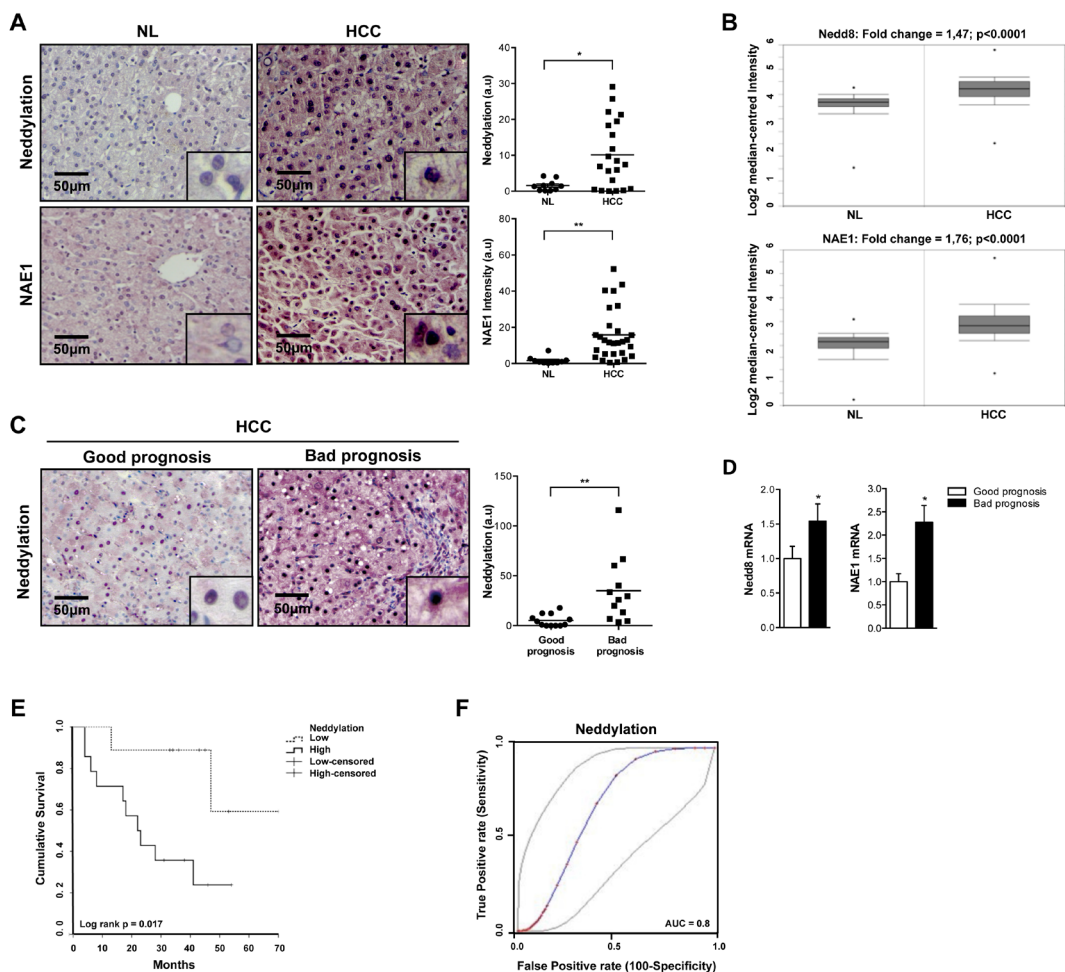 A
NL
HCC
Neddylation
50µm
50µm
Neddylation (a.u)
40
30
20
10
0
*
NL
HCC
NAE1
50µm
50µm
NAE1 Intensity (a.u)
80
60
40
20
0
**
NL
HCC
B
Nedd8: Fold change = 1,47; p<0.0001
Log2 median-centred Intensity
6
5
4
3
2
1
0
NL
HCC
NAE1: Fold change = 1,76; p<0.0001
Log2 median-centred Intensity
6
5
4
3
2
1
0
NL
HCC
C
HCC
Good prognosis
Bad prognosis
Neddylation
50µm
50µm
Neddylation (a.u)
150
100
50
0
**
Good
prognosis
Bad
prognosis
D
Nedd8 mRNA
2.0
1.5
1.0
0.5
0.0
*
NAE1 mRNA
3.0
2.5
2.0
1.5
1.0
0.5
0.0
*
Good prognosis
Bad prognosis
E
Cumulative Survival
1.0
0.8
0.6
0.4
0.2
0.0
Log rank p = 0.017
0
10
20
30
40
50
60
70
Months
Neddylation
Low
High
Low-censored
High-censored
F
Neddylation
True Positive rate (Sensitivity)
1.0
0.5
0.0
AUC = 0.8
0.0
0.5
1.0
False Positive rate (100-Specificity)